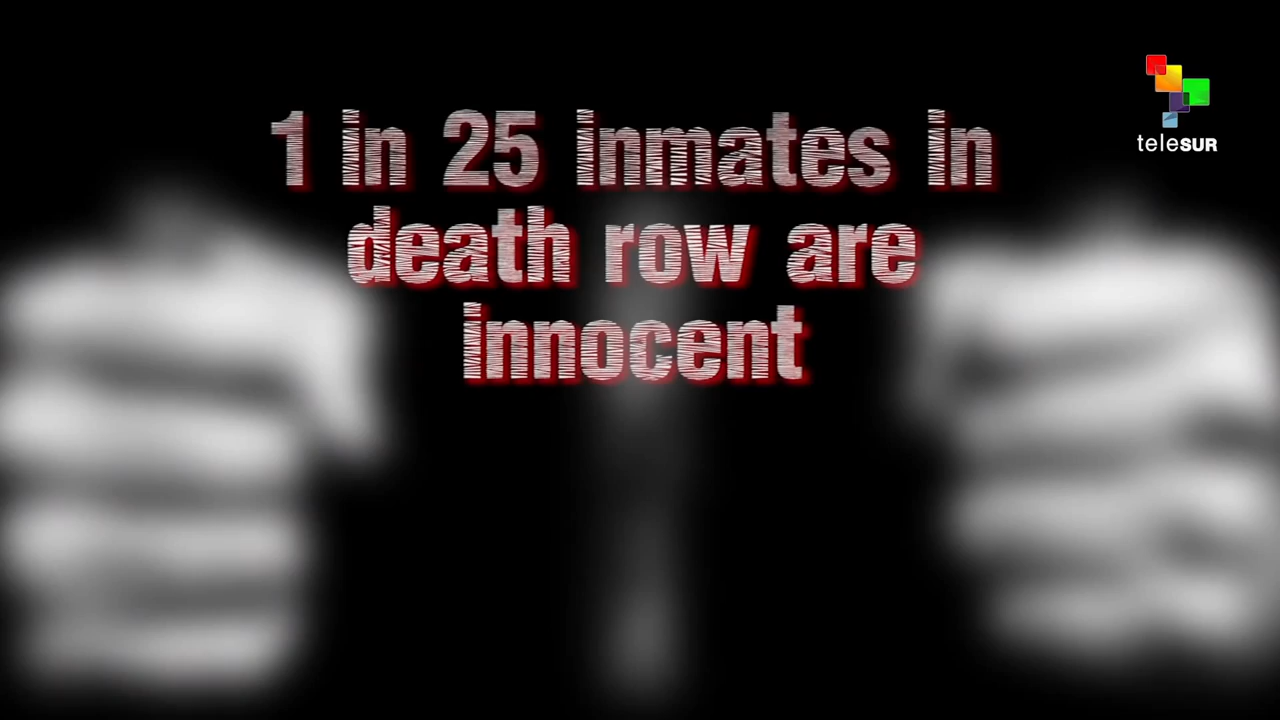 1 in 25 inmates in
death row are
innocent
teleSUR